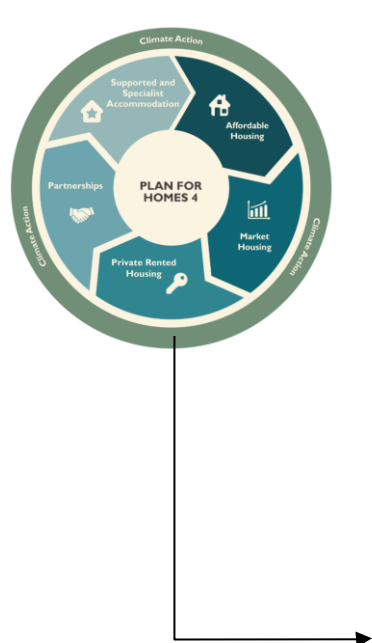 Climate Action
Supported and
Specialist
Accommodation
Affordable
Housing
Partnerships
PLAN FOR
HOMES 4
Market
Housing
Private Rented
Housing
Climate Action
Climate Action